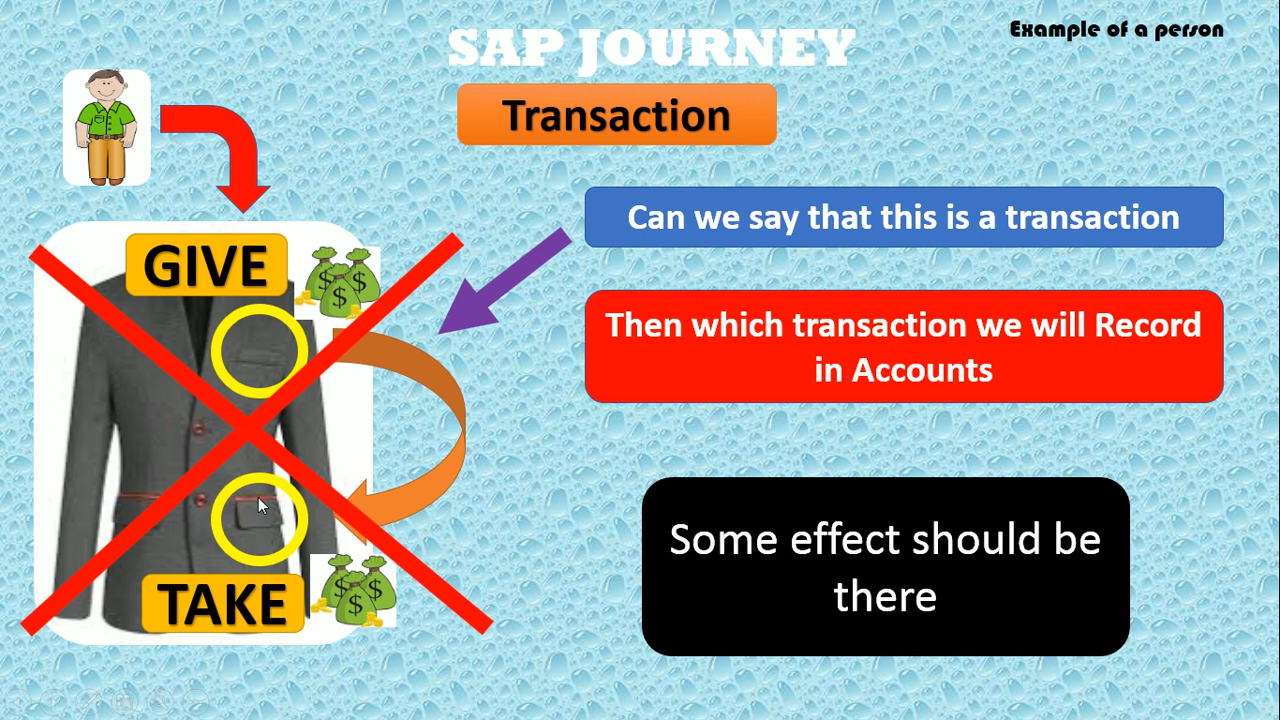 Example of a person
SAP JOURNEY
Transaction
Can we say that this is a transaction
GIVE
Then which transaction we will Record
in Accounts
Some effect should be
there
TAKE